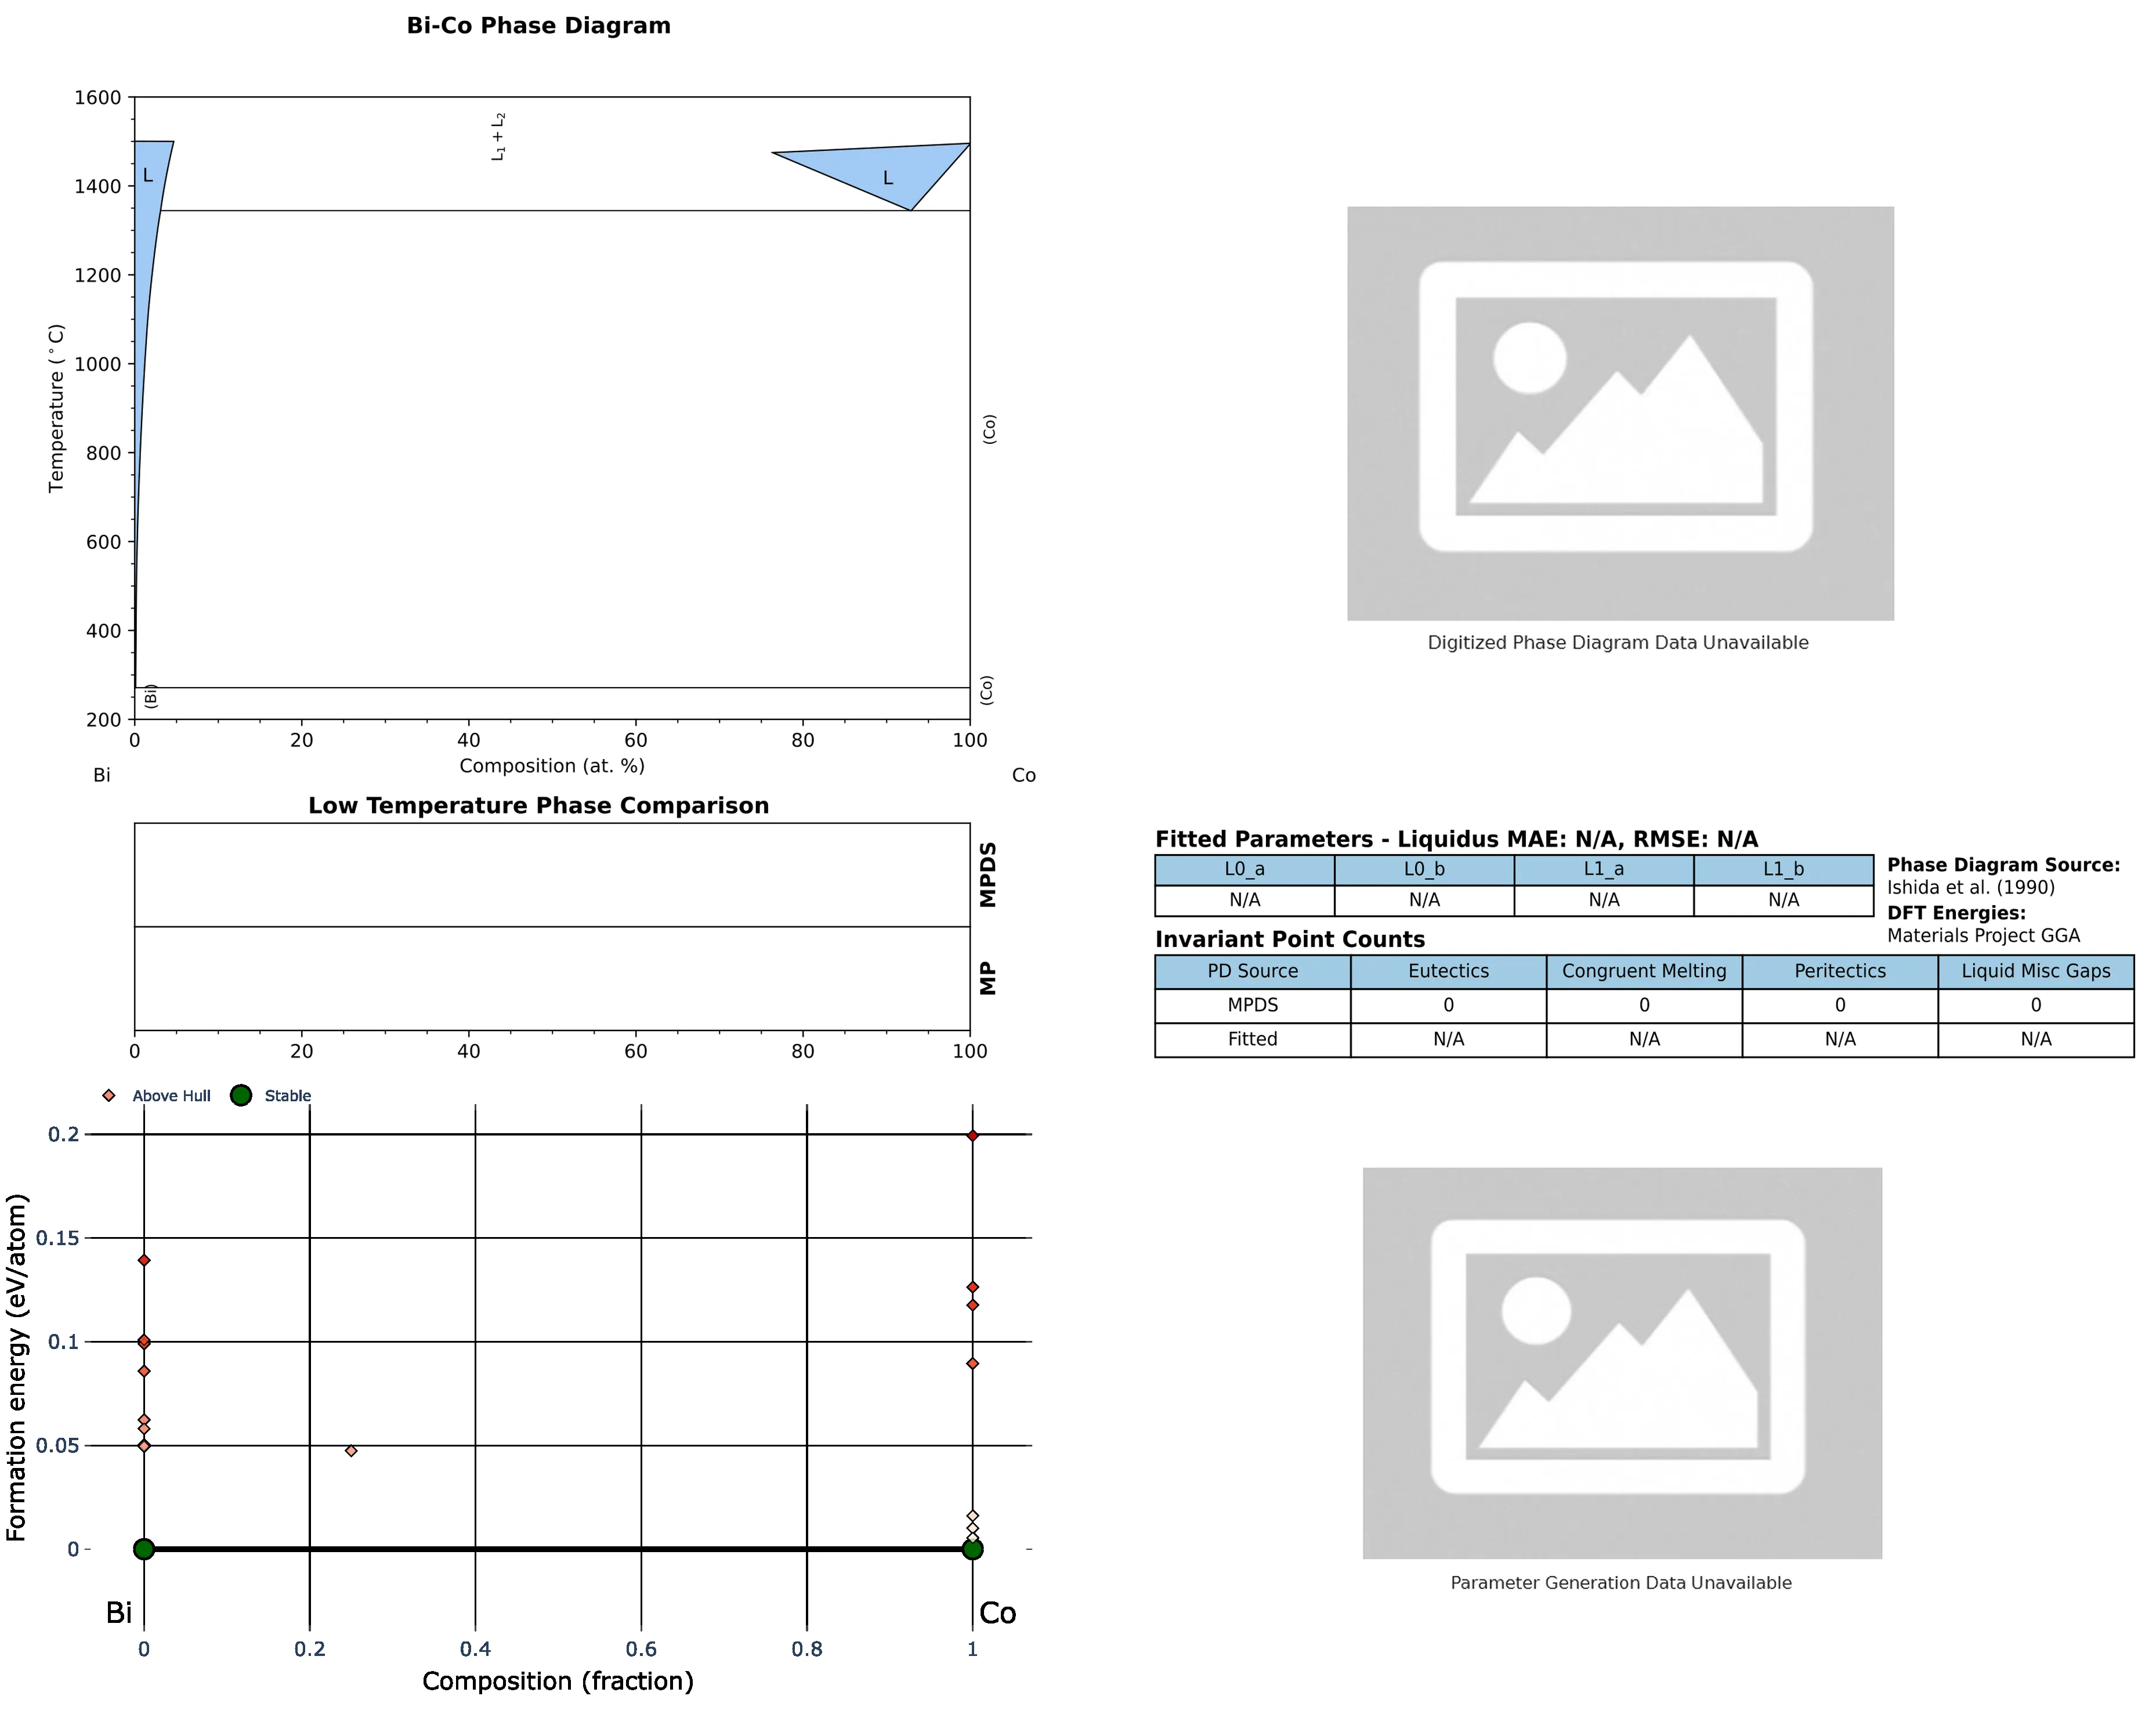 Bi-Co Phase Diagram
1600
1400
1200
1000
800
600
400
200
Temperature (°C)
L
L₁ + L₂
L
(Co)
(Bi)
(Co)
0 20 40 60 80 100
Composition (at. %)
Bi Co
Digitized Phase Diagram Data Unavailable
Low Temperature Phase Comparison
MPDS
MP
0 20 40 60 80 100
Fitted Parameters - Liquidus MAE: N/A, RMSE: N/A
L0_a L0_b L1_a L1_b
N/A N/A N/A N/A
Phase Diagram Source:
Ishida et al. (1990)
DFT Energies:
Materials Project GGA
Invariant Point Counts
PD Source Eutectics Congruent Melting Peritectics Liquid Misc Gaps
MPDS 0 0 0 0
Fitted N/A N/A N/A N/A
Above Hull Stable
0.2
0.15
0.1
0.05
0
Formation energy (eV/atom)
Bi Co
0 0.2 0.4 0.6 0.8 1
Composition (fraction)
Parameter Generation Data Unavailable